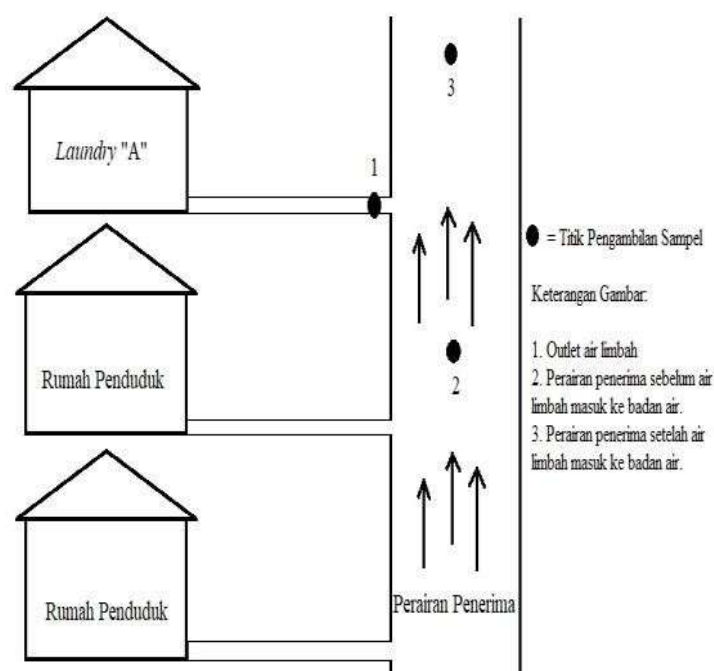 3
Laundry "A"
1
● = Titik Pengambilan Sampel
Keterangan Gambar:
Rumah Penduduk
2
1. Outlet air limbah
2. Perairan penerima sebelum air
limbah masuk ke badan air.
3. Perairan penerima setelah air
limbah masuk ke badan air.
Rumah Penduduk
Perairan Penerima